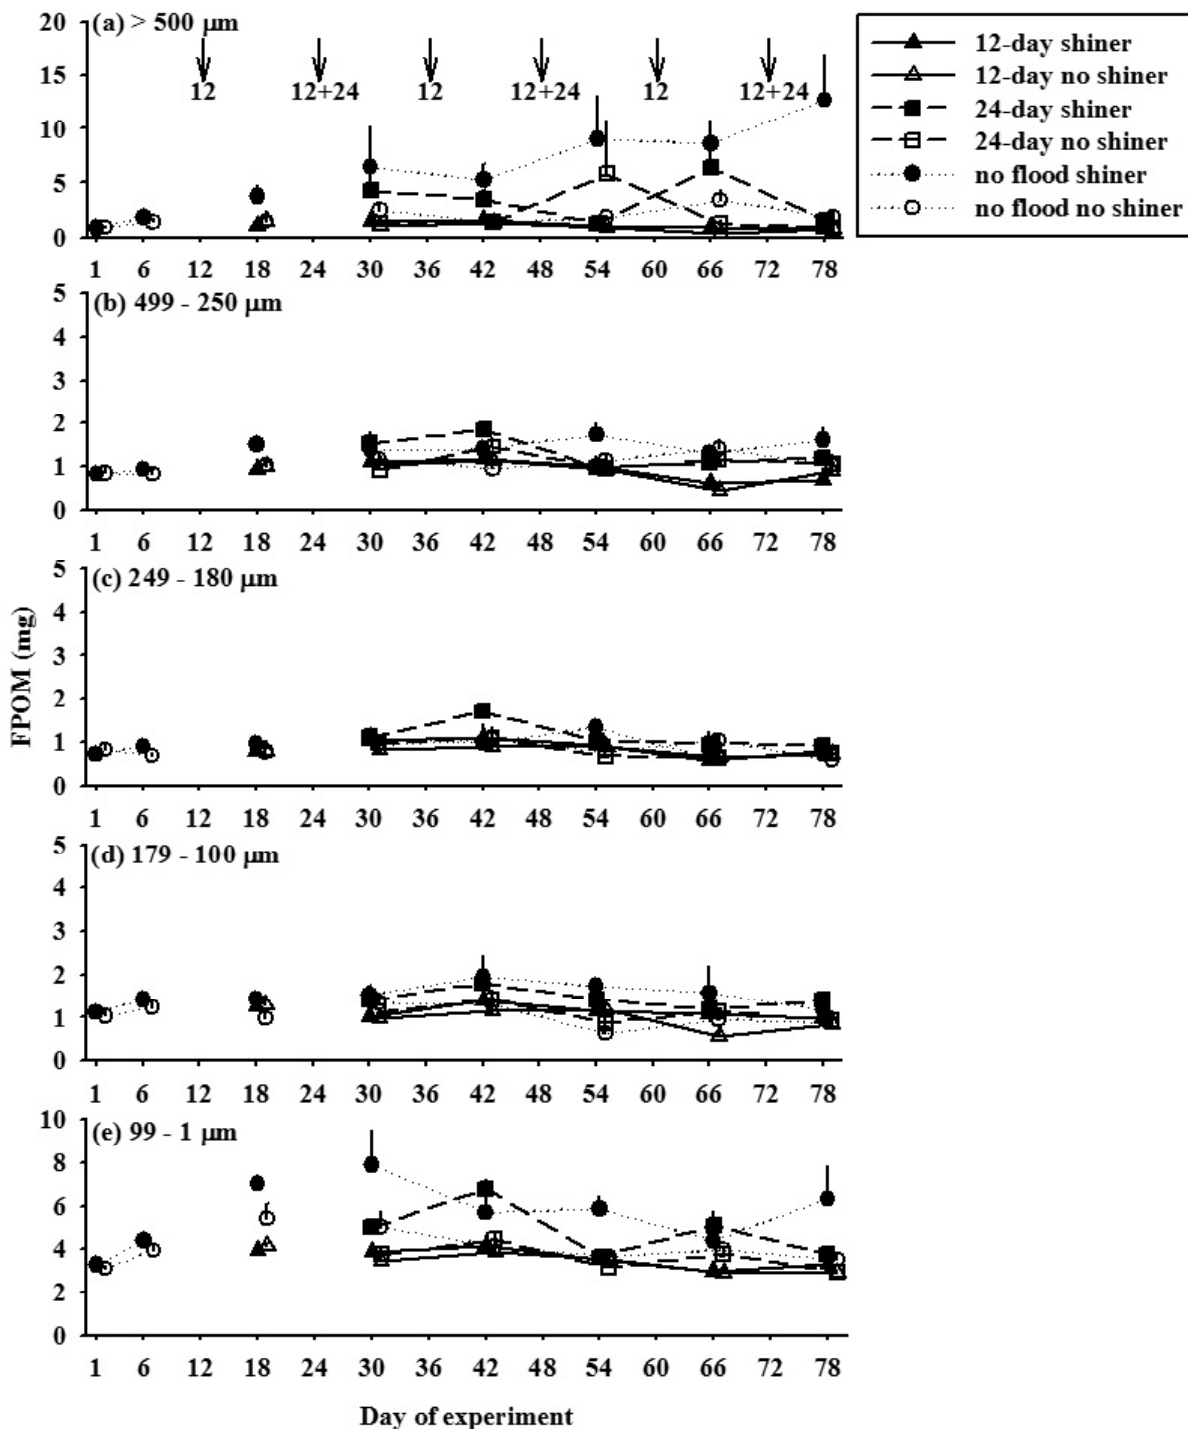 (a) > 500 µm
20
15
10
5
0
12 12+24 12 12+24 12 12+24
1 6 12 18 24 30 36 42 48 54 60 66 72 78
12-day shiner
12-day no shiner
24-day shiner
24-day no shiner
no flood shiner
no flood no shiner
(b) 499 - 250 µm
5
4
3
2
1
0
1 6 12 18 24 30 36 42 48 54 60 66 72 78
FPOM (mg)
(c) 249 - 180 µm
5
4
3
2
1
0
1 6 12 18 24 30 36 42 48 54 60 66 72 78
(d) 179 - 100 µm
5
4
3
2
1
0
1 6 12 18 24 30 36 42 48 54 60 66 72 78
(e) 99 - 1 µm
10
8
6
4
2
0
1 6 12 18 24 30 36 42 48 54 60 66 72 78
Day of experiment